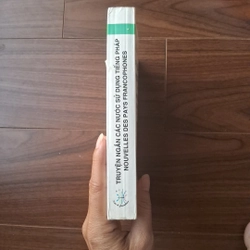 TRUYỆN NGẮN CÁC NƯỚC SỬ DỤNG TIẾNG PHÁP
NOUVELLES DES PAYS FRANCOPHONES